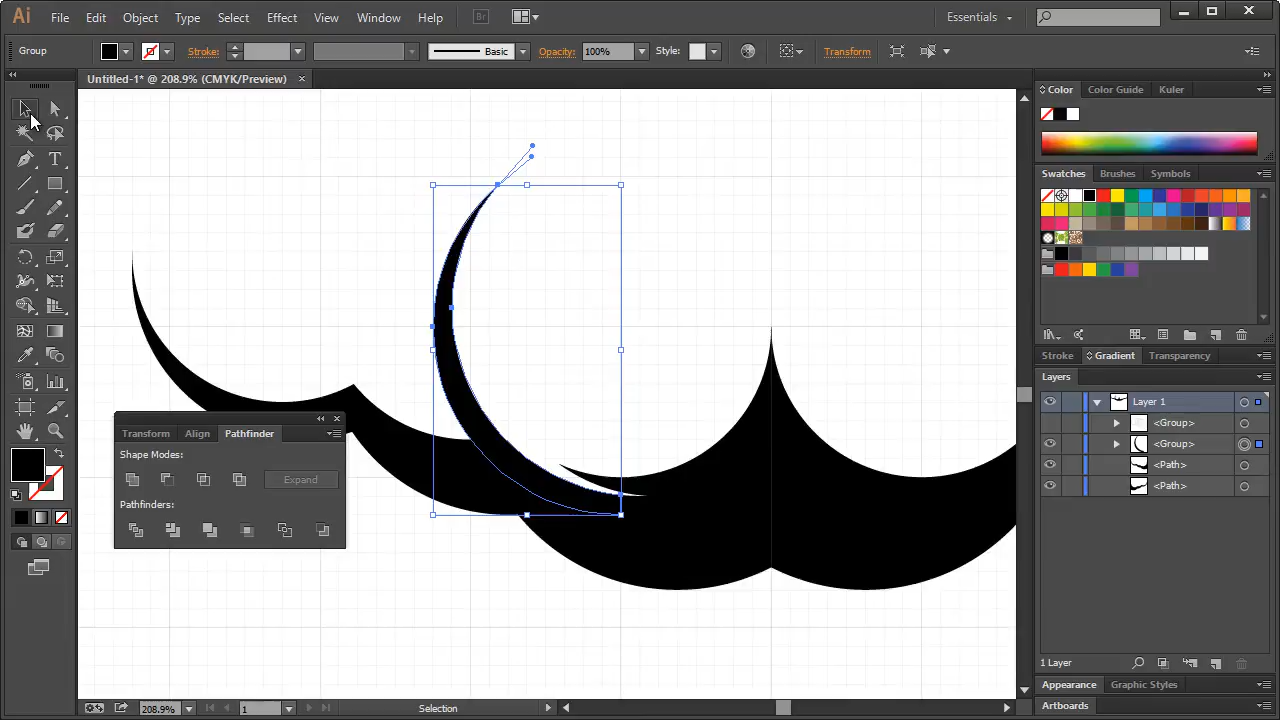 Ai File Edit Object Type Select Effect View Window Help Br Essentials
Group Stroke: Basic Opacity: 100% Style: Transform
Untitled-1* @ 208.9% (CMYK/Preview)
Color Color Guide Kuler
Swatches Brushes Symbols
Stroke Gradient Transparency
Layers
Layer 1
<Group>
<Group>
<Path>
<Path>
Transform Align Pathfinder
Shape Modes:
Expand
Pathfinders:
1 Layer
Appearance Graphic Styles
Artboards
208.9% 1 Selection